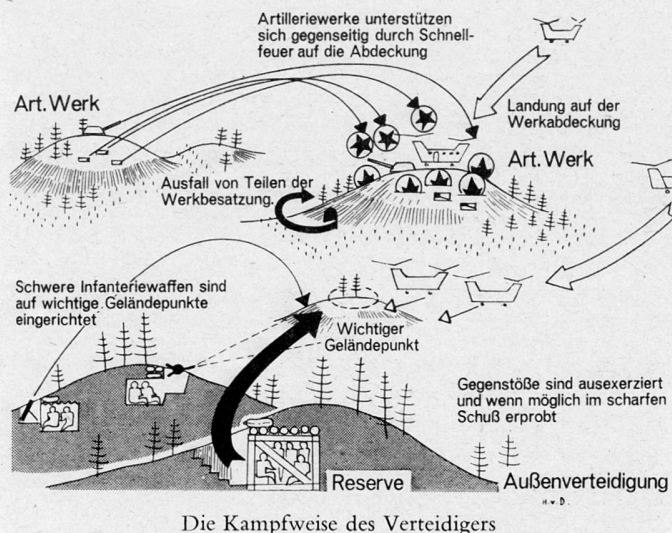 Artilleriewerke unterstützen
sich gegenseitig durch Schnell-
feuer auf die Abdeckung
Art. Werk
Landung auf der
Werkabdeckung
Art. Werk
Ausfall von Teilen der
Werkbesatzung.
Schwere Infanteriewaffen sind
auf wichtige Geländepunkte
eingerichtet
Wichtiger
Geländepunkt
Gegenstöße sind ausexerziert
und wenn möglich im scharfen
Schuß erprobt
Reserve
Außenverteidigung
H.v.D.
Die Kampfweise des Verteidigers